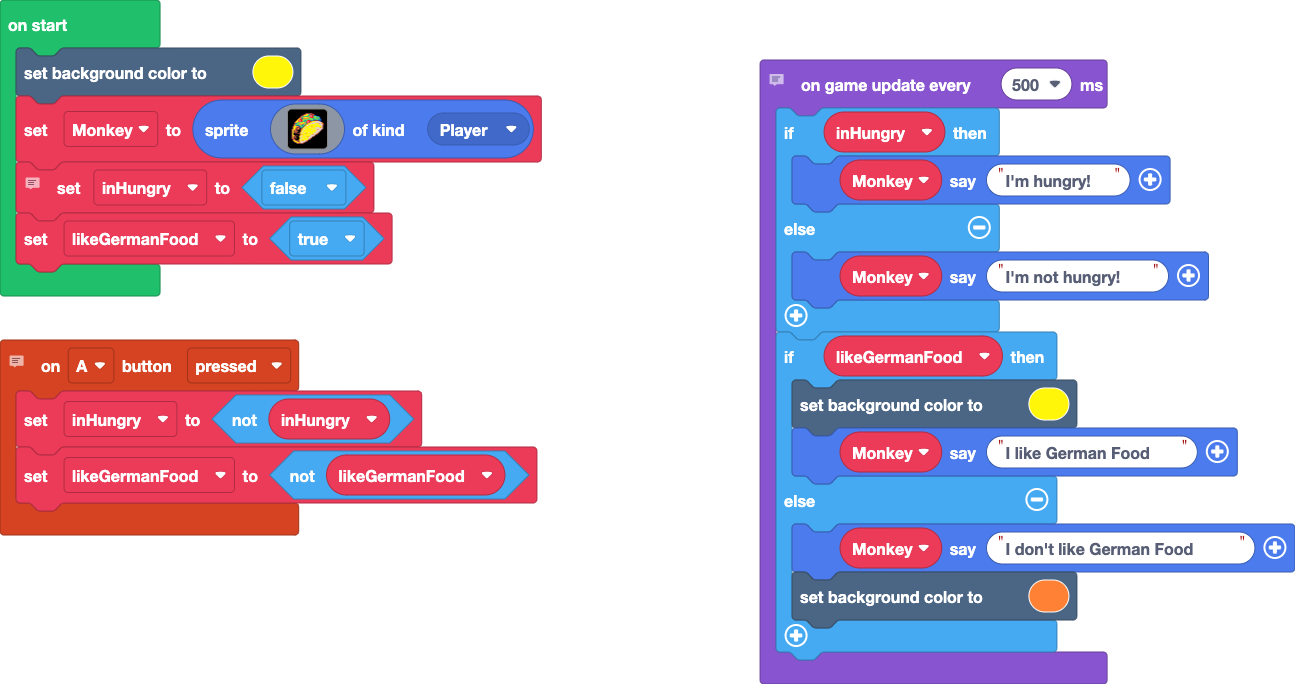 on start
set background color to
set Monkey to sprite of kind Player
set inHungry to false
set likeGermanFood to true
on A button pressed
set inHungry to not inHungry
set likeGermanFood to not likeGermanFood
on game update every 500 ms
if inHungry then
Monkey say "I'm hungry!"
else
Monkey say "I'm not hungry!"
if likeGermanFood then
set background color to
Monkey say "I like German Food"
else
Monkey say "I don't like German Food"
set background color to